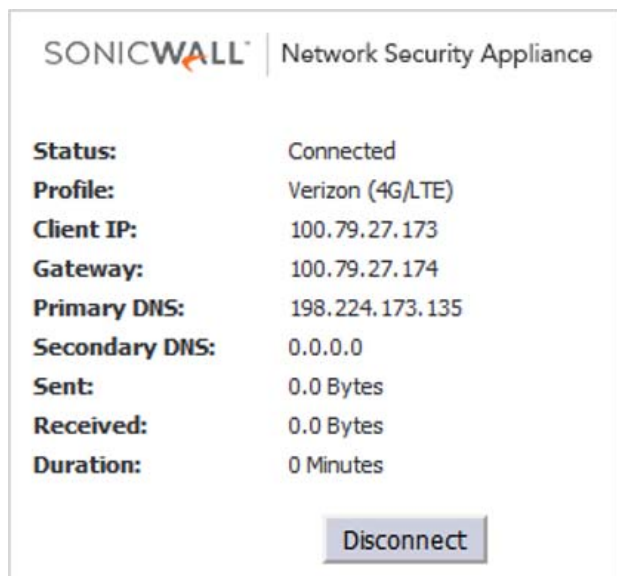 SONICWALL Network Security Appliance
Status: Connected
Profile: Verizon (4G/LTE)
Client IP: 100.79.27.173
Gateway: 100.79.27.174
Primary DNS: 198.224.173.135
Secondary DNS: 0.0.0.0
Sent: 0.0 Bytes
Received: 0.0 Bytes
Duration: 0 Minutes
Disconnect